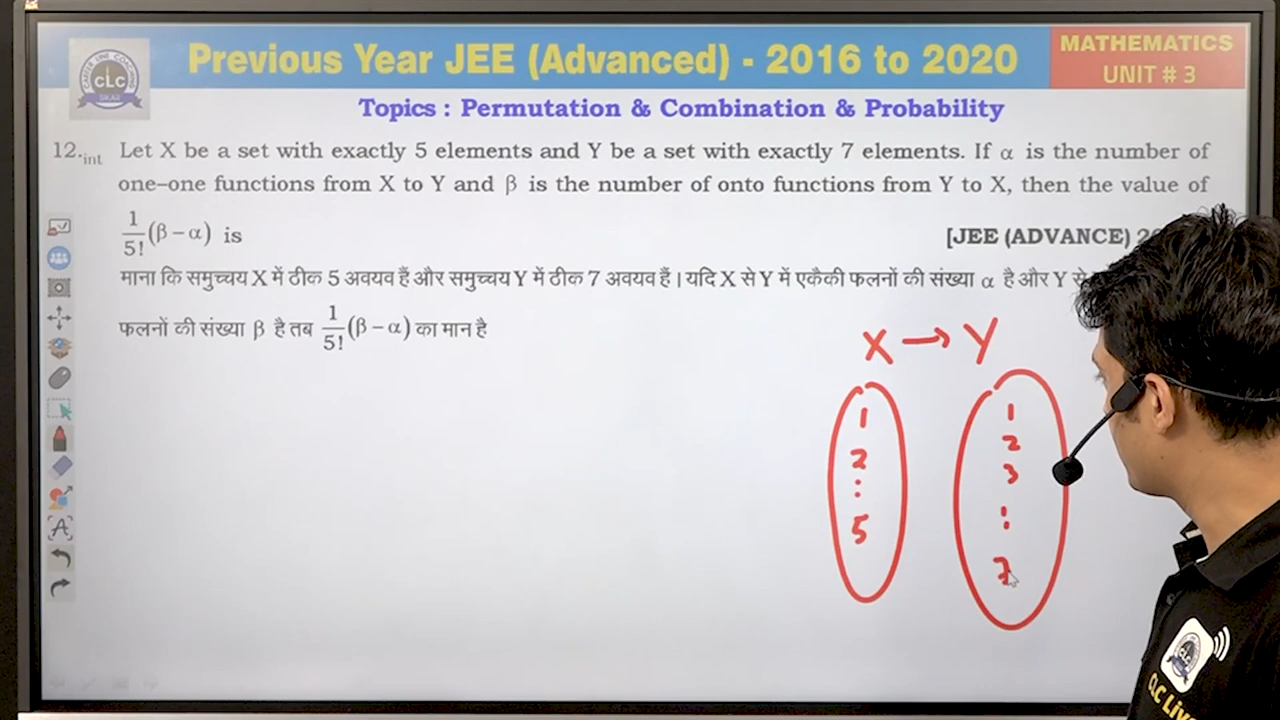 Previous Year JEE (Advanced) - 2016 to 2020
MATHEMATICS
UNIT # 3
CLC
SIKAR
Topics : Permutation & Combination & Probability
12.int Let X be a set with exactly 5 elements and Y be a set with exactly 7 elements. If α is the number of
one–one functions from X to Y and β is the number of onto functions from Y to X, then the value of
1/5! (β – α) is
[JEE (ADVANCE)
माना कि समुच्चय X में ठीक 5 अवयव हैं और समुच्चय Y में ठीक 7 अवयव हैं। यदि X से Y में एकैकी फलनों की संख्या α है और Y
फलनों की संख्या β है तब 1/5! (β – α) का मान है
X → Y
1 1
2 2
: 3
5 :
7
CLC
CLC